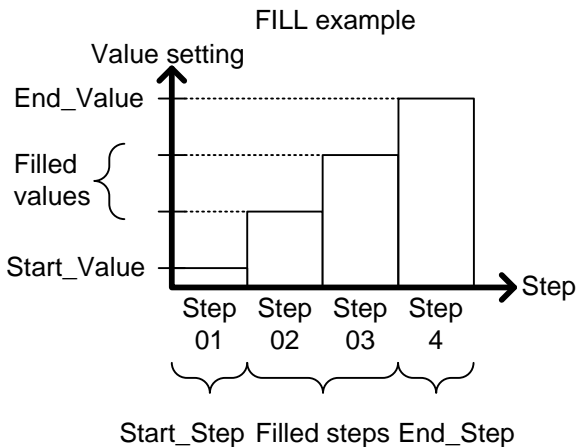 FILL example
Value setting
End_Value
Filled
values
Start_Value
Step
Step Step Step Step
01 02 03 4
Start_Step Filled steps End_Step